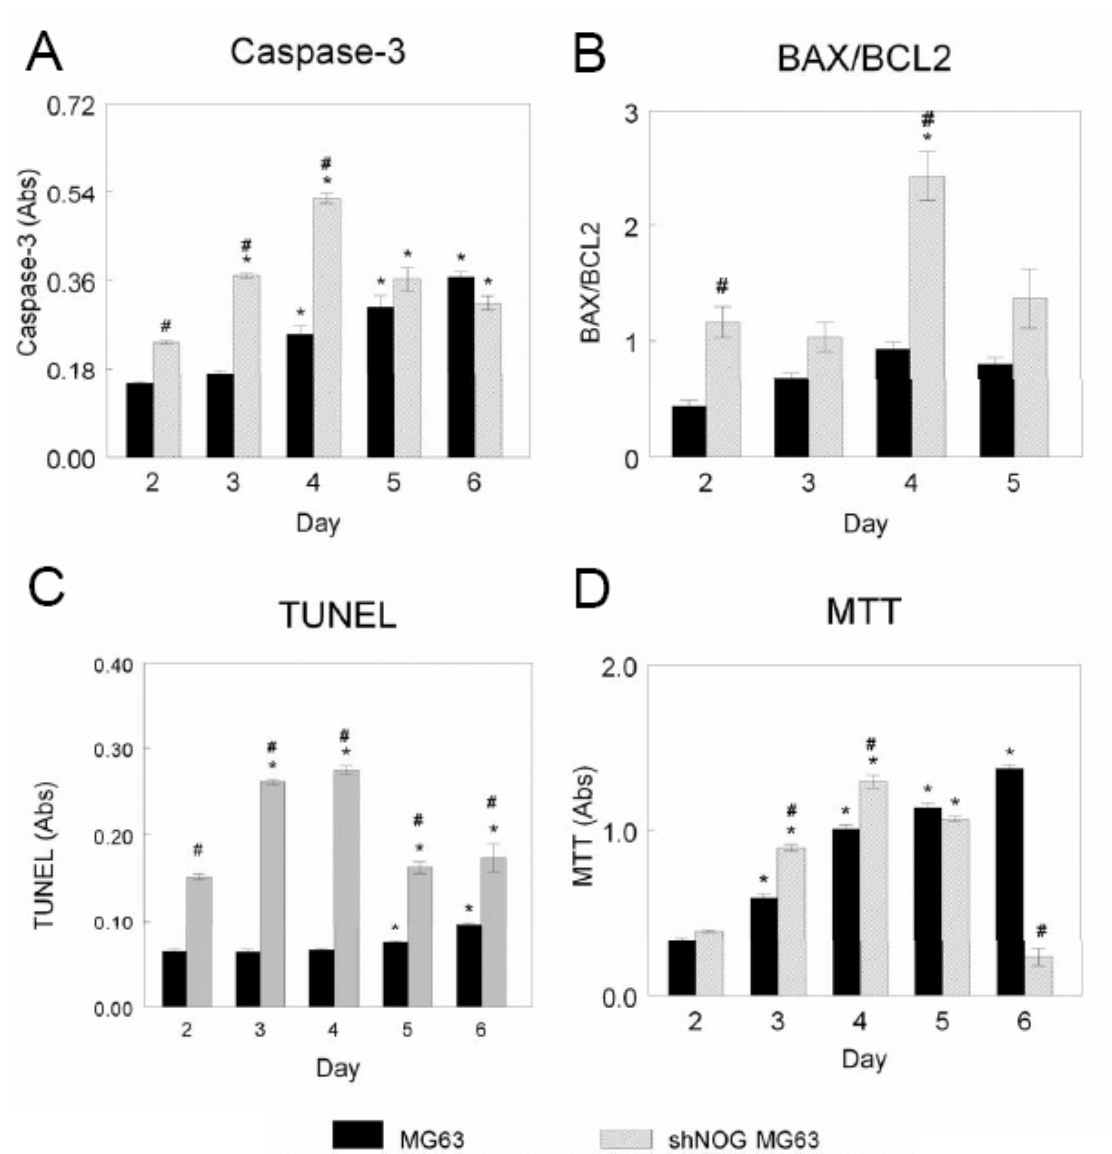 A
Caspase-3
Caspase-3 (Abs)
0.72
0.54
0.36
0.18
0.00
#
#
*
#
*
*
*
*
*
*
2 3 4 5 6
Day
B
BAX/BCL2
BAX/BCL2
3
2
1
0
#
#
*
2 3 4 5
Day
C
TUNEL
TUNEL (Abs)
0.40
0.30
0.20
0.10
0.00
#
#
*
#
*
*
#
*
*
#
*
2 3 4 5 6
Day
D
MTT
MTT (Abs)
2.0
1.0
0.0
*
#
*
*
#
*
*
*
*
#
2 3 4 5 6
Day
MG63
shNOG MG63